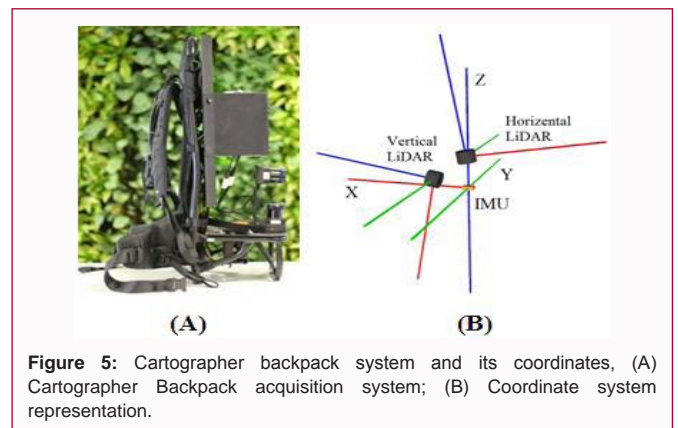 Z
Horizental
LiDAR
Vertical
LiDAR
Y
X
IMU
(A)
(B)
Figure 5: Cartographer backpack system and its coordinates, (A)
Cartographer Backpack acquisition system; (B) Coordinate system
representation.